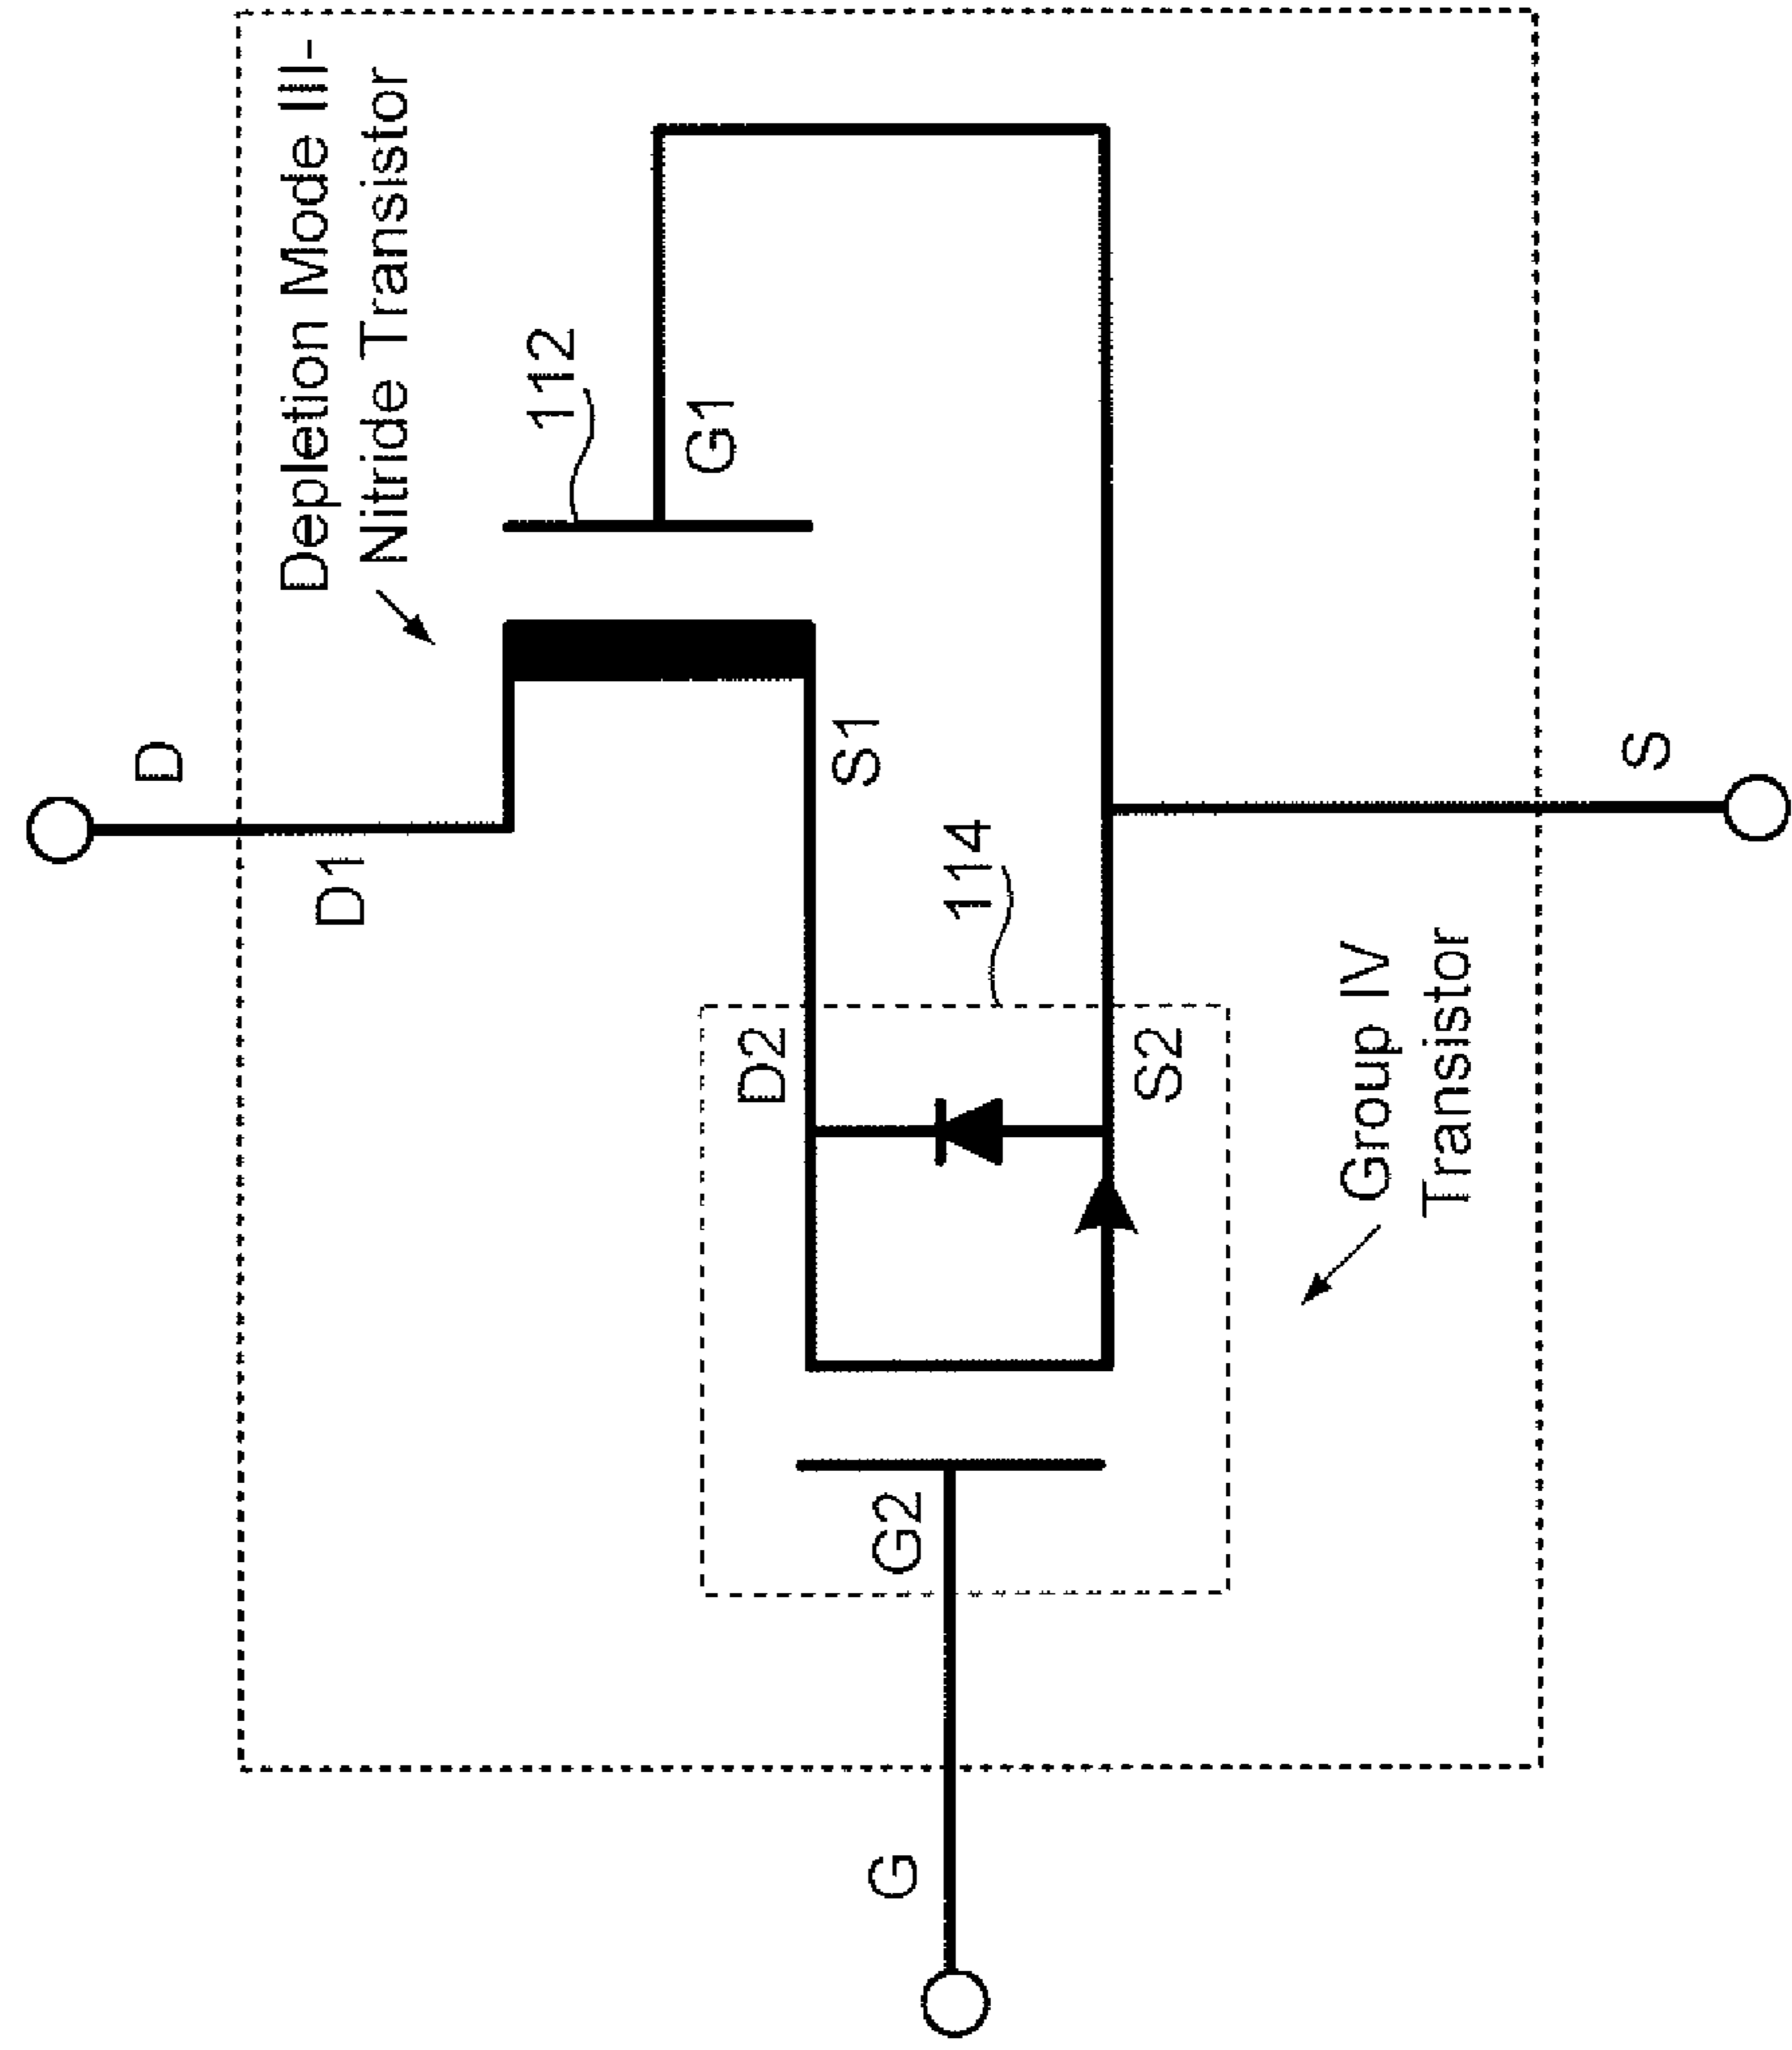 Depletion Mode III-
Nitride Transistor
D
D1
112
G1
S1
114
D2
S2
G2
G
S
Group IV
Transistor